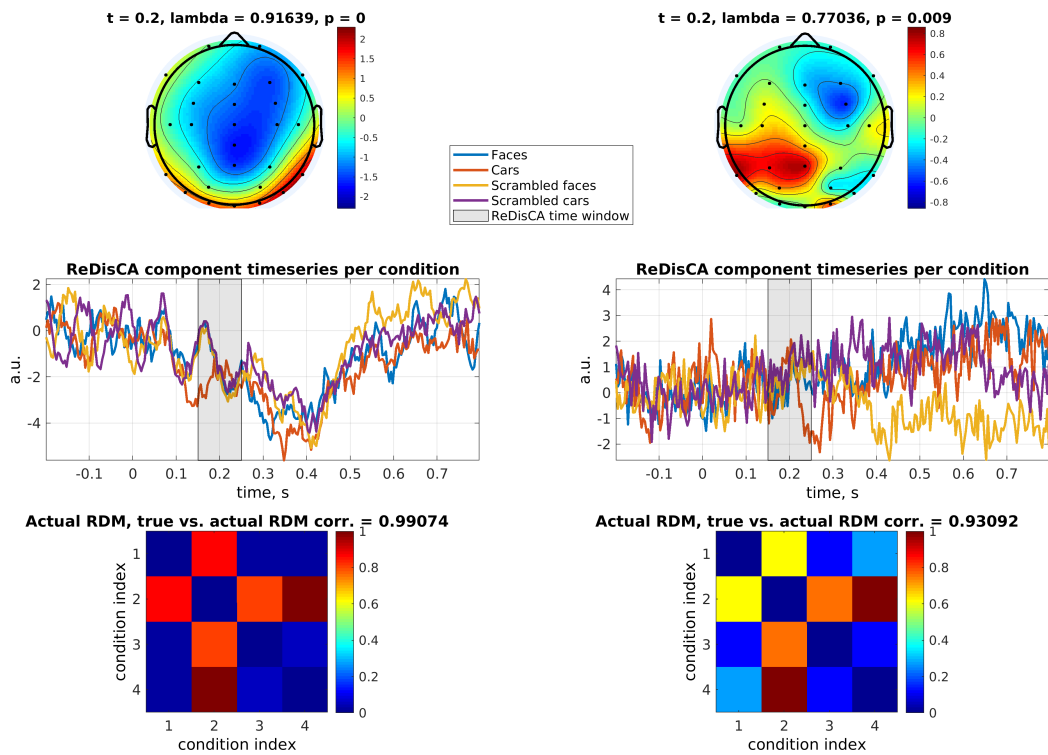 t = 0.2, lambda = 0.91639, p = 0
2
1.5
1
0.5
0
-0.5
-1
-1.5
-2
t = 0.2, lambda = 0.77036, p = 0.009
0.8
0.6
0.4
0.2
0
-0.2
-0.4
-0.6
-0.8
Faces
Cars
Scrambled faces
Scrambled cars
ReDisCA time window
ReDisCA component timeseries per condition
a.u.
2
0
-2
-4
-0.1 0 0.1 0.2 0.3 0.4 0.5 0.6 0.7
time, s
ReDisCA component timeseries per condition
a.u.
4
3
2
1
0
-1
-2
-0.1 0 0.1 0.2 0.3 0.4 0.5 0.6 0.7
time, s
Actual RDM, true vs. actual RDM corr. = 0.99074
condition index
1
2
3
4
1 2 3 4
condition index
1
0.8
0.6
0.4
0.2
0
Actual RDM, true vs. actual RDM corr. = 0.93092
condition index
1
2
3
4
1 2 3 4
condition index
1
0.8
0.6
0.4
0.2
0